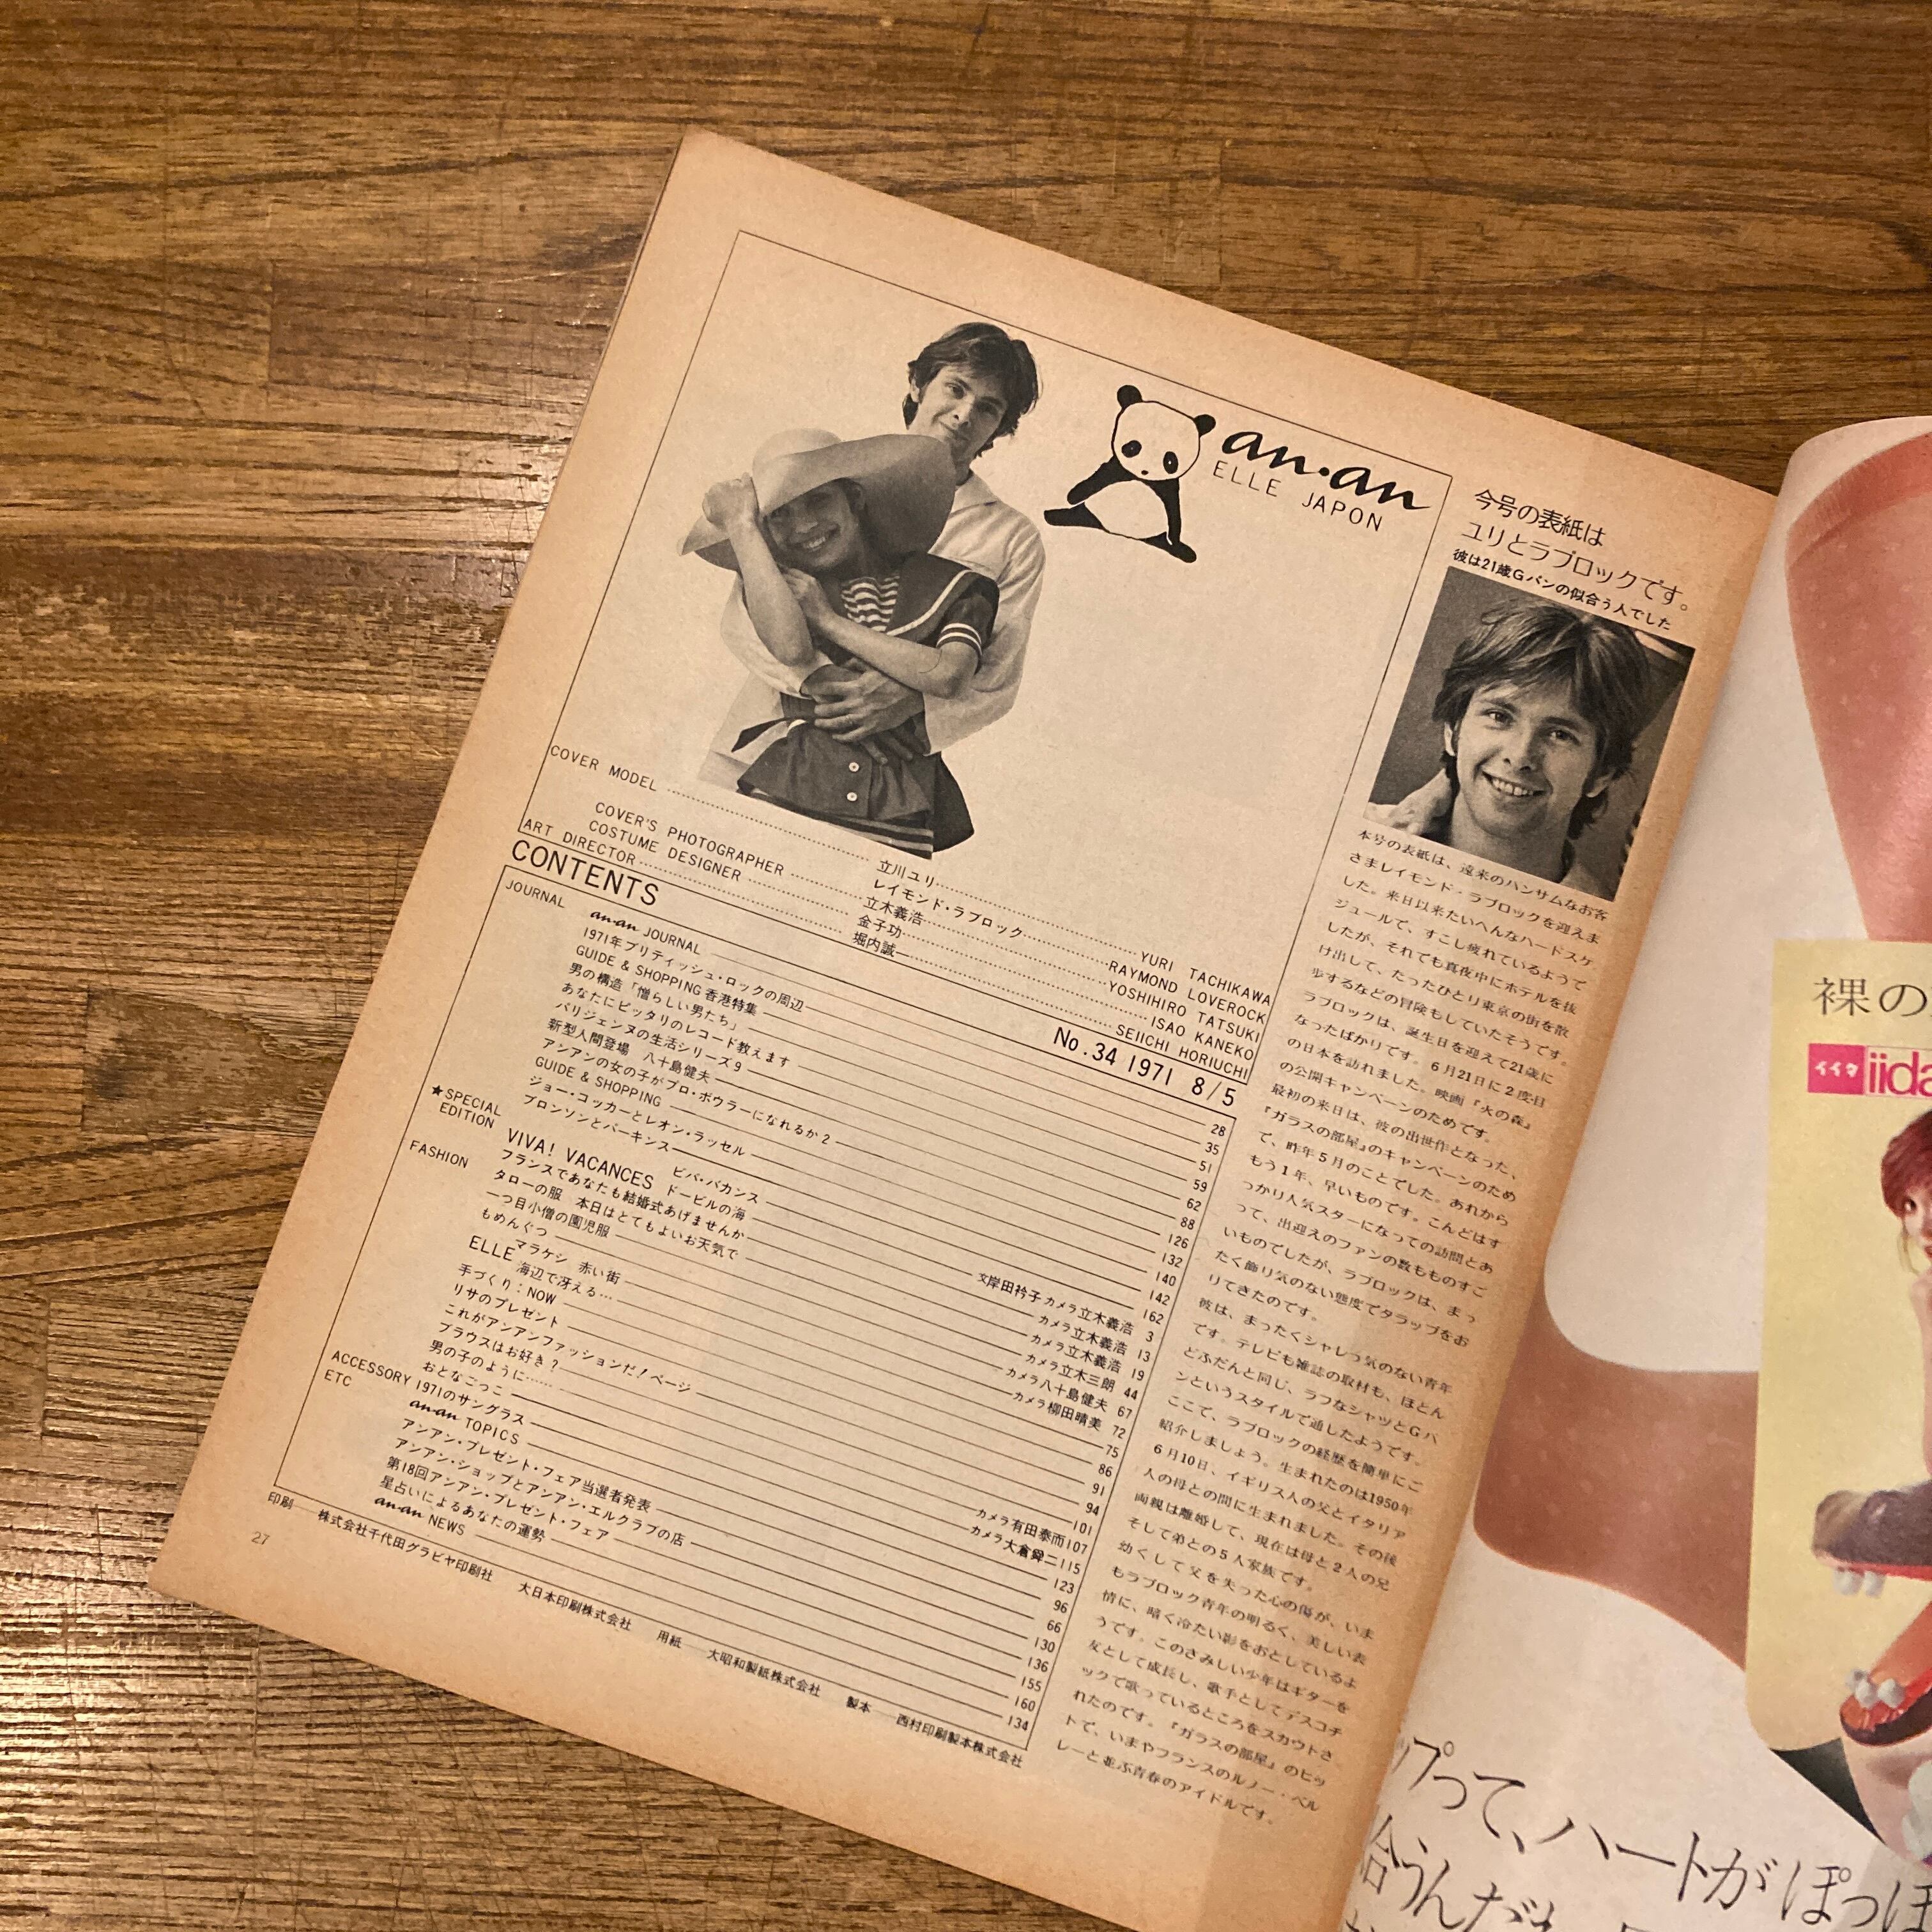 an・an
ELLE JAPON
COVER MODEL 立川ユリ YURI TACHIKAWA
レイモンド・ラブロック RAYMOND LOVEROCK
COVER'S PHOTOGRAPHER 立木義浩 YOSHIHIRO TATSUKI
COSTUME DESIGNER 金子功 ISAO KANEKO
ART DIRECTOR 堀内誠一 SEIICHI HORIUCHI
CONTENTS
No.34 1971 8/5
JOURNAL an・an JOURNAL 28
1971年ブリティッシュ・ロックの周辺 35
GUIDE & SHOPPING 香港特集 51
男の構造「憎らしい男たち」 59
あなたにピッタリのレコード教えます 62
パリジェンヌの生活シリーズ9 88
新型人間登場 八十島健夫 126
アンアンの女の子がプロ・ボウラーになれるか2 132
GUIDE & SHOPPING 140
ジョー・コッカーとレオン・ラッセル 142
ブロンソンとパーキンス 162
★SPECIAL
EDITION
VIVA! VACANCES ビバ・バカンス 文岸田衿子 カメラ立木義浩 3
ドービルの海 カメラ立木義浩 13
FASHION フランスであなたも結婚式あげませんか カメラ立木義浩 19
タローの服 本日はとてもよいお天気で カメラ立木三朗 44
一つ目小僧の園児服 カメラ八十島健夫 67
もめんぐつ カメラ柳田晴美 72
ELLE マラケシ 赤い街 75
海辺で冴える… 86
手づくり:NOW 91
リサのプレゼント 94
これがアンアンファッションだ!ページ 101
ブラウスはお好き? カメラ有田泰而 107
男の子のように…… カメラ大倉舜二 115
おとなごっこ 123
ACCESSORY 1971のサングラス 96
ETC an・an TOPICS 66
アンアン・プレゼント・フェア当選者発表 130
アンアン・ショップとアンアン・エルクラブの店 136
第18回アンアン・プレゼント・フェア 155
星占いによるあなたの運勢 160
an・an NEWS 134
印刷 株式会社千代田グラビヤ印刷社 大日本印刷株式会社 用紙 大昭和製紙株式会社 製本 西村印刷製本株式会社
27
今号の表紙は
ユリとラブロックです。
彼は21歳Gパンの似合う人でした
本号の表紙は、遠来のハンサムなお客
さまレイモンド・ラブロックを迎えま
した。来日以来たいへんなハードスケ
ジュールで、すこし疲れているようで
したが、それでも真夜中にホテルを抜
け出して、たったひとり東京の街を散
歩するなどの冒険もしていたそうです。
ラブロックは、誕生日を迎えて21歳に
なったばかりです。6月21日に2度目
の日本を訪れました。映画『火の森』
の公開キャンペーンのためです。
最初の来日は、彼の出世作となった、
『ガラスの部屋』のキャンペーンのため
で、昨年5月のことでした。あれから
もう1年、早いものです。こんどはす
っかり人気スターになっての訪問とあ
って、出迎えのファンの数もものすご
いものでしたが、ラブロックは、まっ
たく飾り気のない態度でタラップをお
りてきたのです。
彼は、まったくシャレっ気のない青年
です。テレビも雑誌の取材も、ほとん
どふだんと同じ、ラフなシャツとGパ
ンというスタイルで通したようです。
ここで、ラブロックの経歴を簡単にご
紹介しましょう。生まれたのは1950年
6月10日、イギリス人の父とイタリア
人の母との間に生まれました。その後
両親は離婚して、現在は母と2人の兄
そして弟との5人家族です。
幼くして父を失った心の傷が、いま
もラブロック青年の明るく、美しい表
情に、暗く冷たい影をおとしているよ
うです。このさみしい少年はギターを
友として成長し、歌手としてデスコテ
ックで歌っているところをスカウトさ
れたのです。『ガラスの部屋』のヒッ
トで、いまやフランスのルノー・ベル
レーと並ぶ青春のアイドルです。
裸の
イイダ iida
プって、ハートがぽっ